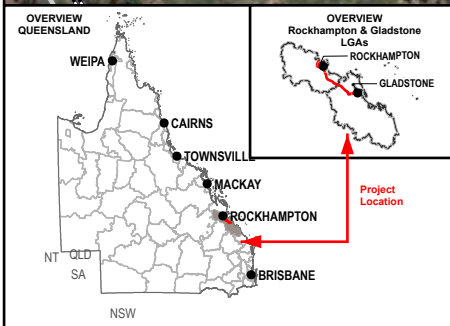 OVERVIEW
QUEENSLAND
WEIPA
CAIRNS
TOWNSVILLE
MACKAY
ROCKHAMPTON
BRISBANE
NT
QLD
SA
NSW
OVERVIEW
Rockhampton & Gladstone
LGAs
ROCKHAMPTON
GLADSTONE
Project
Location